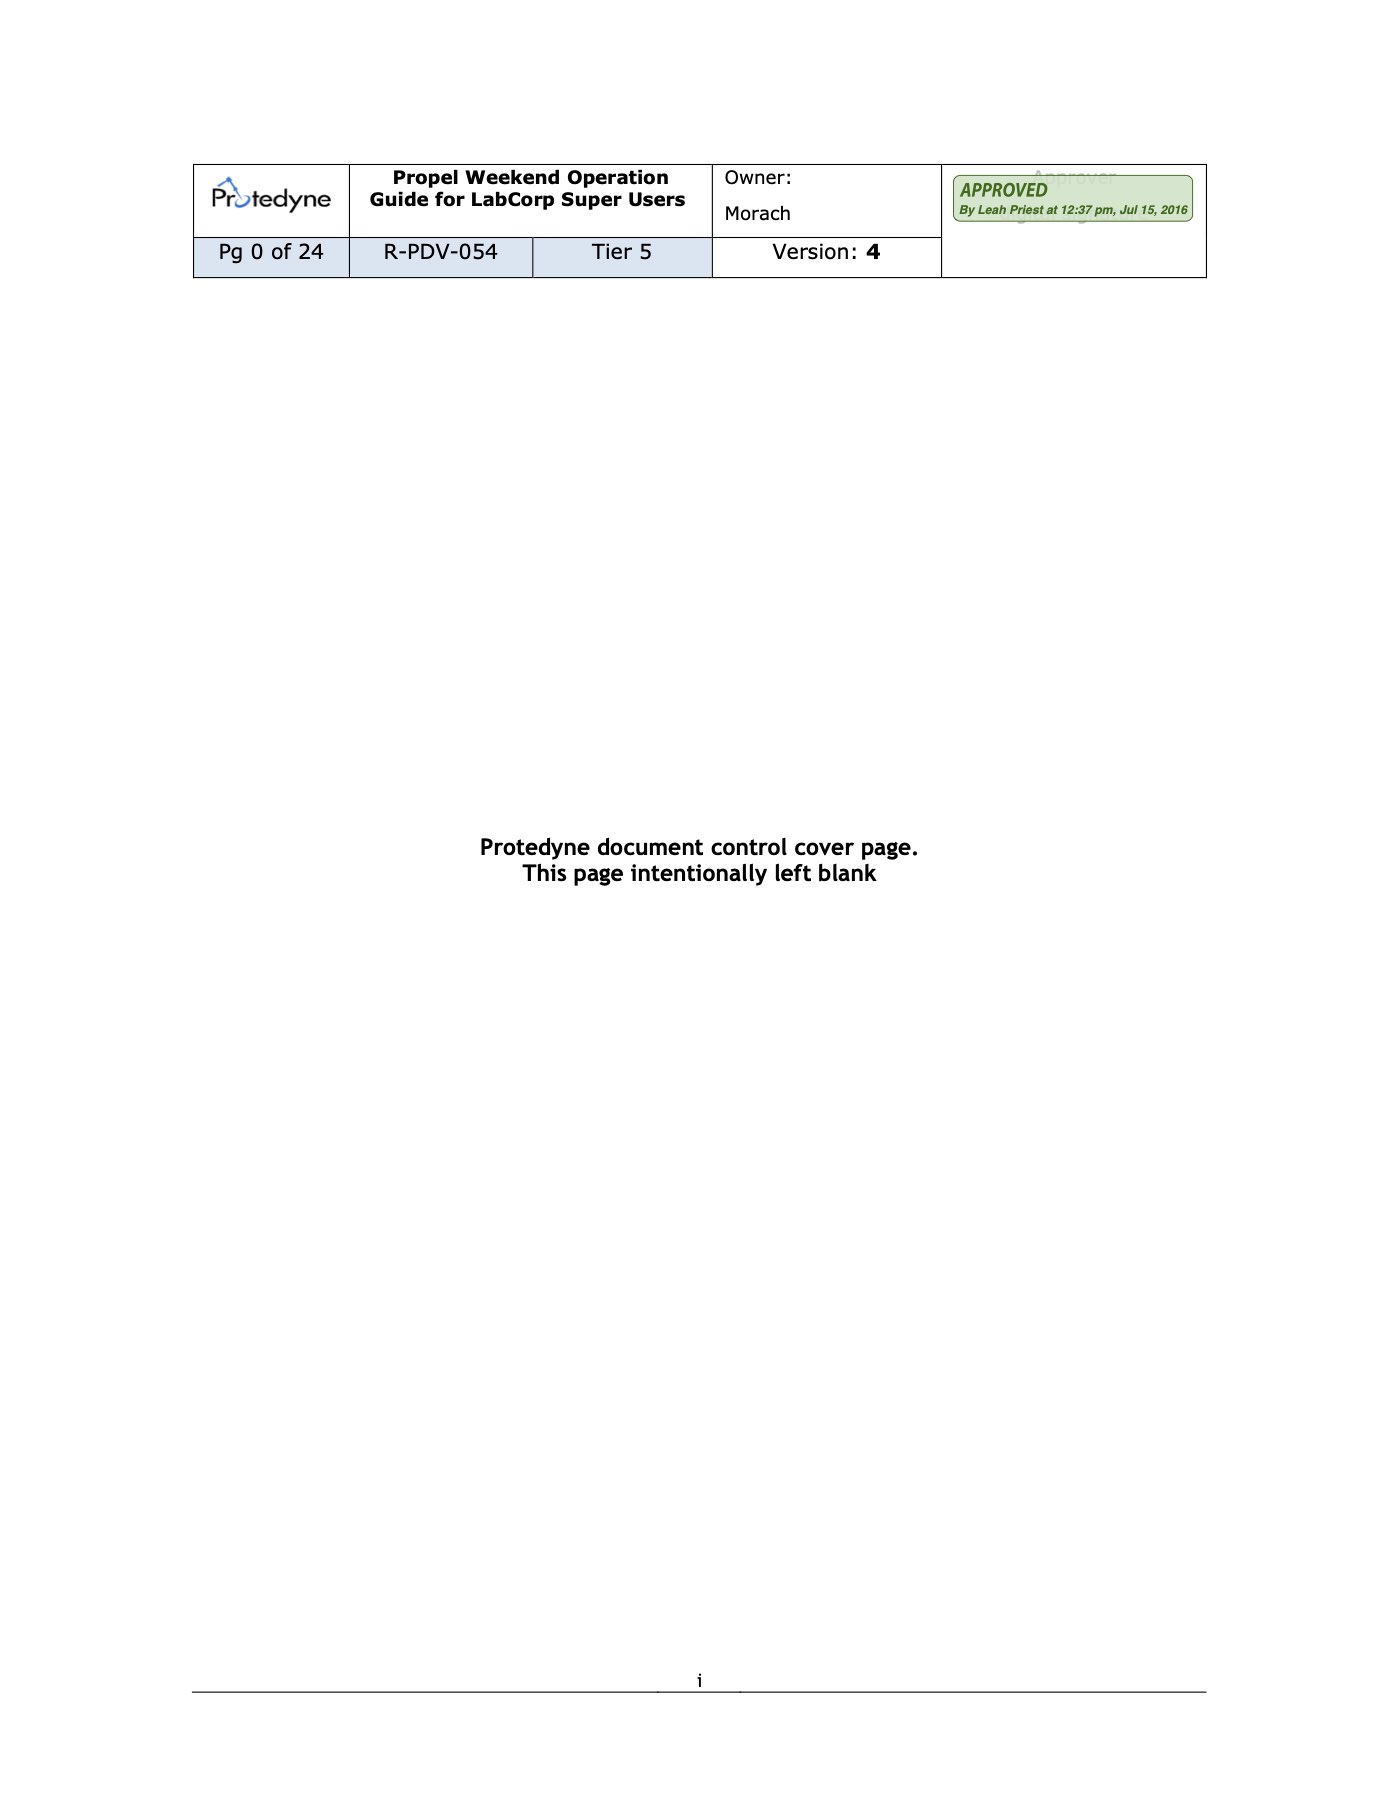 Protedyne
Propel Weekend Operation
Guide for LabCorp Super Users
Owner:
Morach
Approver
APPROVED
By Leah Priest at 12:37 pm, Jul 15, 2016
Pg 0 of 24
R-PDV-054
Tier 5
Version: 4
Protedyne document control cover page.
This page intentionally left blank
i